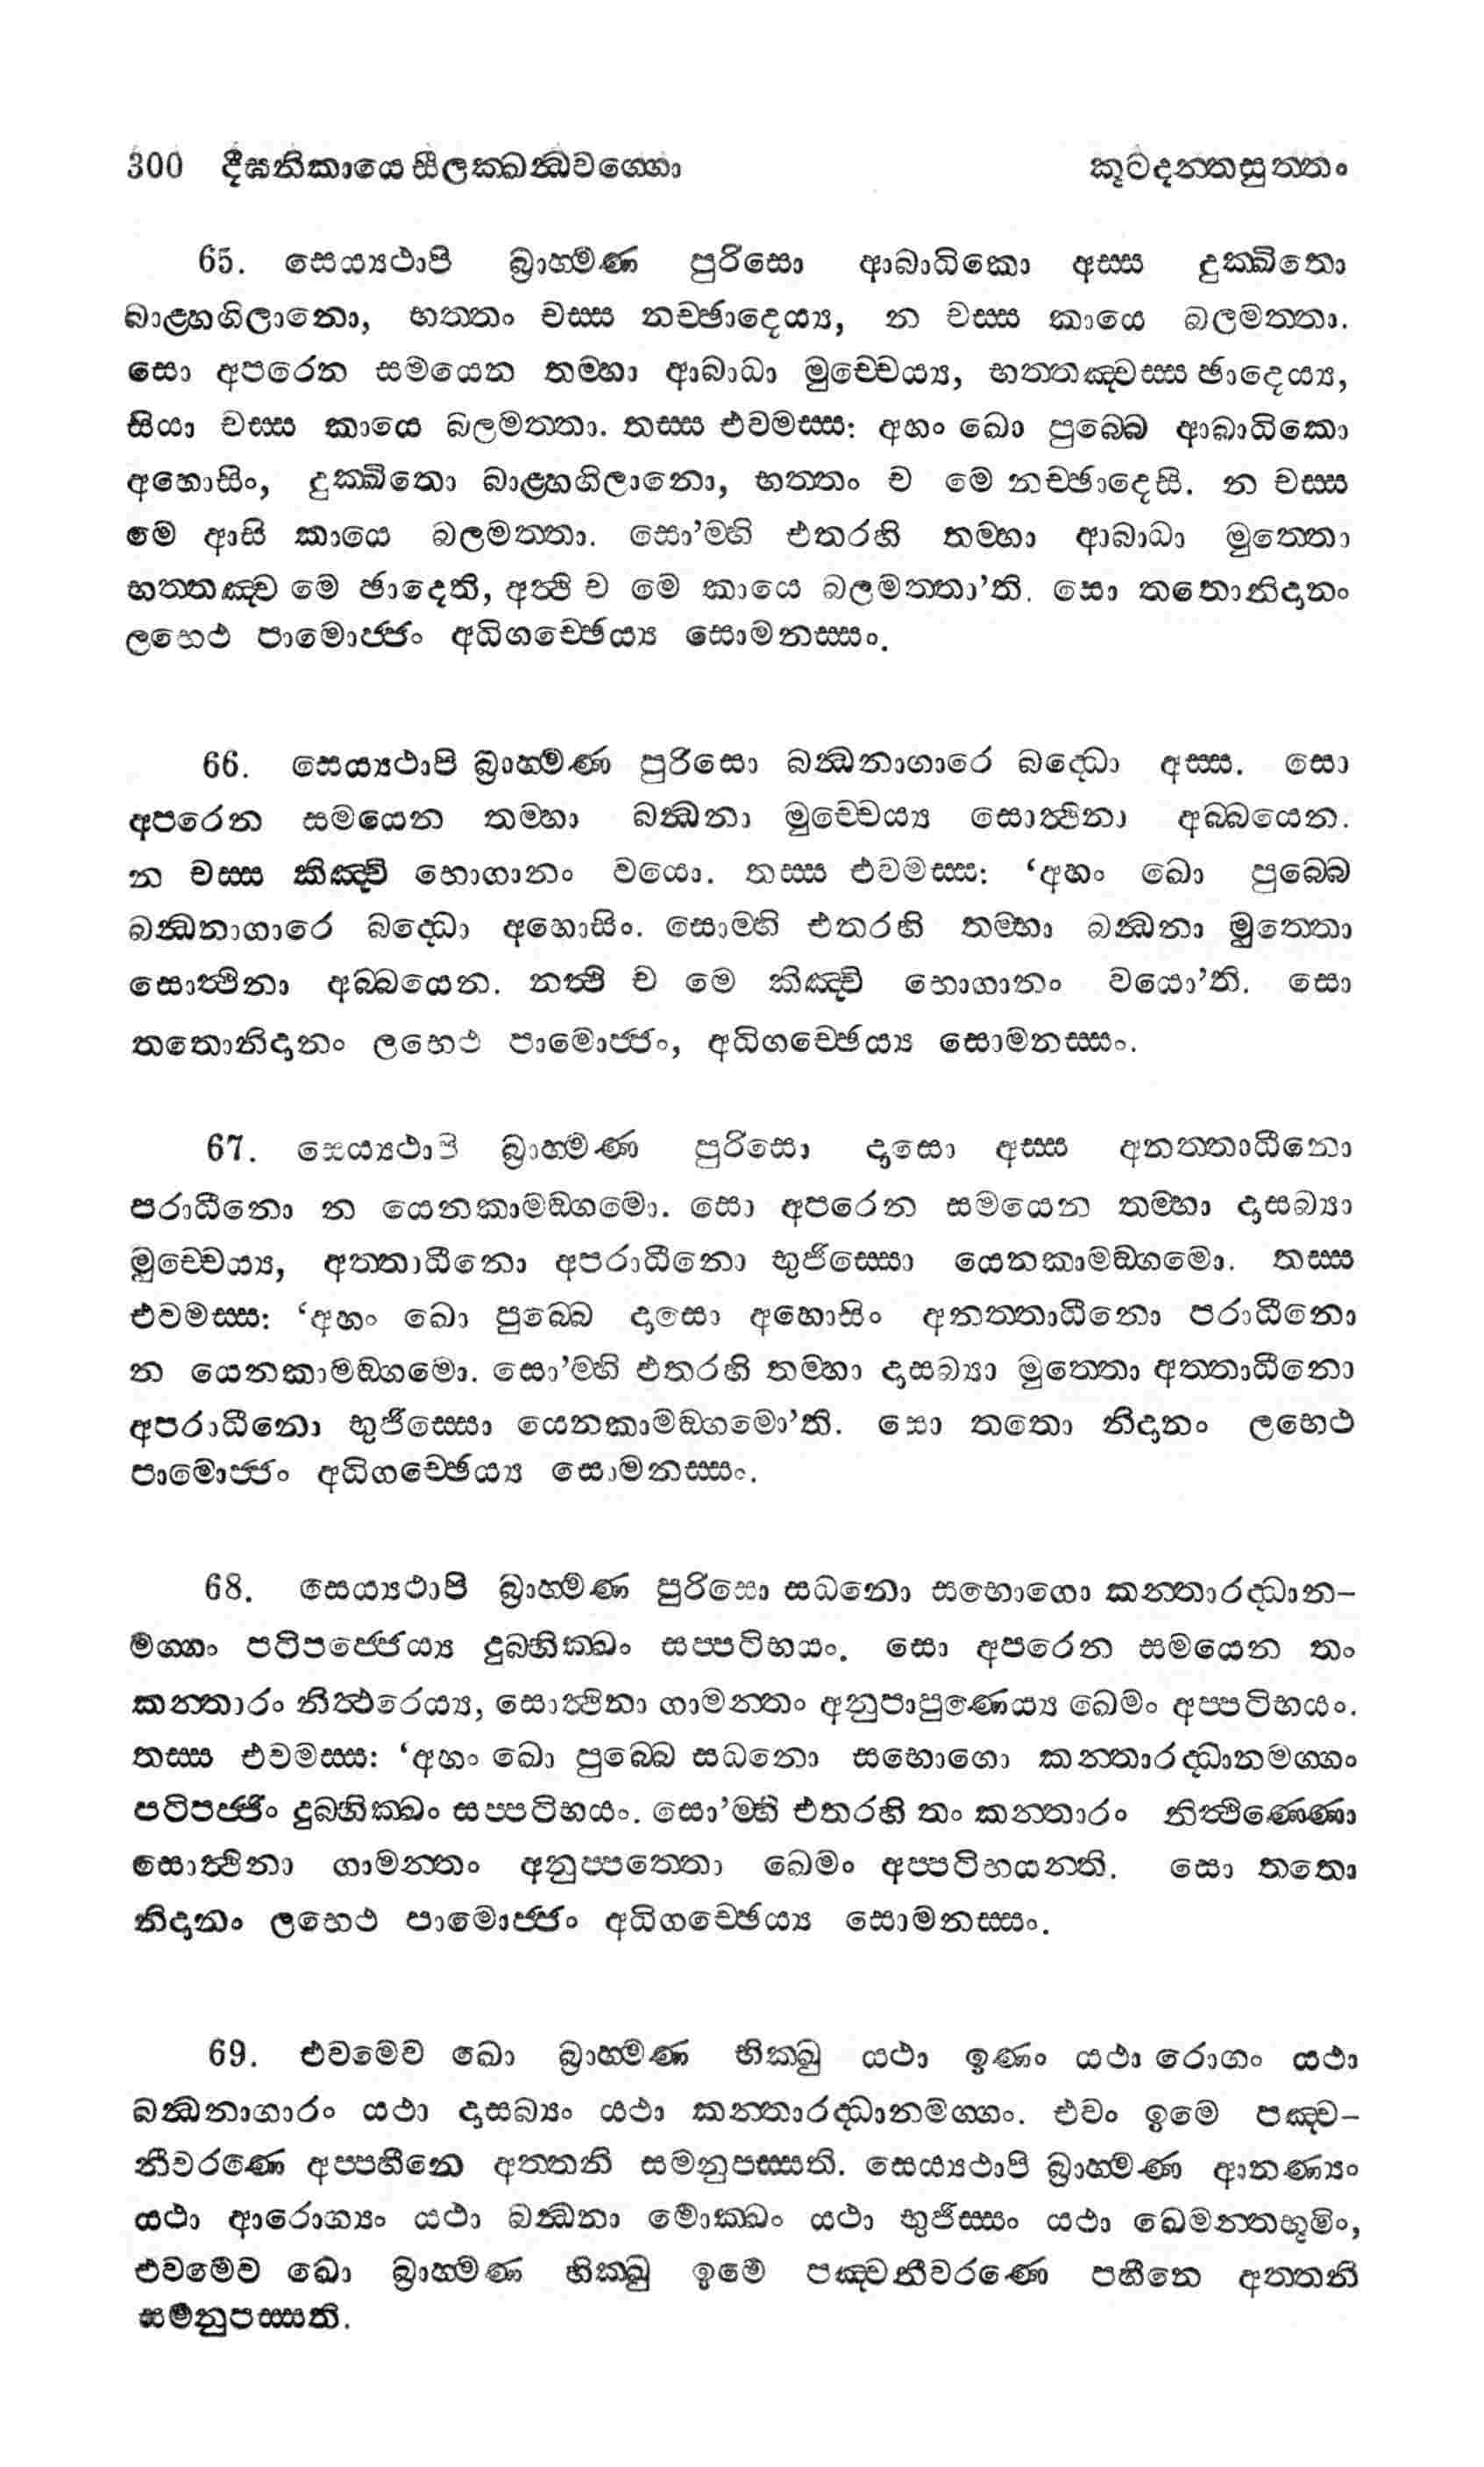 300 දීඝනිකායෙ සීලක්ඛන්ධවග්ගො කූටදන්තසුත්තං
65. සෙය්‍යථාපි බ්‍රාහ්මණ පුරිසො ආබාධිකො අස්ස දුක්ඛිතො
බාළ්හගිලානො, භත්තං චස්ස නච්ඡාදෙය්‍ය, න චස්ස කායෙ බලමත්තා.
සො අපරෙන සමයෙන තම්හා ආබාධා මුච්චෙය්‍ය, භත්තඤ්චස්ස ඡාදෙය්‍ය,
සියා චස්ස කායෙ බලමත්තා. තස්ස එවමස්ස: අහං ඛො පුබ්බෙ ආබාධිකො
අහොසිං, දුක්ඛිතො බාළ්හගිලානො, භත්තං ච මෙ නච්ඡාදෙසි. න චස්ස
මෙ ආසි කායෙ බලමත්තා. සො’ම්හි එතරහි තම්හා ආබාධා මුත්තො
භත්තඤ්ච මෙ ඡාදෙති, අත්ථි ච මෙ කායෙ බලමත්තා’ති. සො තතොනිදානං
ලභෙථ පාමොජ්ජං අධිගච්ඡෙය්‍ය සොමනස්සං.
66. සෙය්‍යථාපි බ්‍රාහ්මණ පුරිසො බන්ධනාගාරෙ බද්ධො අස්ස. සො
අපරෙන සමයෙන තම්හා බන්ධනා මුච්චෙය්‍ය සොත්ථිනා අබ්බයෙන.
න චස්ස කිඤ්චි භොගානං වයො. තස්ස එවමස්ස: ‘අහං ඛො පුබ්බෙ
බන්ධනාගාරෙ බද්ධො අහොසිං. සොම්හි එතරහි තම්හා බන්ධනා මුත්තො
සොත්ථිනා අබ්බයෙන. නත්ථි ච මෙ කිඤ්චි භොගානං වයො’ති. සො
තතොනිදානං ලභෙථ පාමොජ්ජං, අධිගච්ඡෙය්‍ය සොමනස්සං.
67. සෙය්‍යථාපි බ්‍රාහ්මණ පුරිසො දාසො අස්ස අනත්තාධීනො
පරාධීනො න යෙනකාමඞ්ගමො. සො අපරෙන සමයෙන තම්හා දාසබ්‍යා
මුච්චෙය්‍ය, අත්තාධීනො අපරාධීනො භුජිස්සො යෙනකාමඞ්ගමො. තස්ස
එවමස්ස: ‘අහං ඛො පුබ්බෙ දාසො අහොසිං අනත්තාධීනො පරාධීනො
න යෙනකාමඞ්ගමො. සො’ම්හි එතරහි තම්හා දාසබ්‍යා මුත්තො අත්තාධීනො
අපරාධීනො භුජිස්සො යෙනකාමඞ්ගමො’ති. සො තතො නිදානං ලභෙථ
පාමොජ්ජං අධිගච්ඡෙය්‍ය සොමනස්සං.
68. සෙය්‍යථාපි බ්‍රාහ්මණ පුරිසො සධනො සභොගො කන්තාරද්ධාන-
මග්ගං පටිපජ්ජෙය්‍ය දුබ්භික්ඛං සප්පටිභයං. සො අපරෙන සමයෙන තං
කන්තාරං නිත්ථරෙය්‍ය, සොත්ථිනා ගාමන්තං අනුපාපුණෙය්‍ය ඛෙමං අප්පටිභයං.
තස්ස එවමස්ස: ‘අහං ඛො පුබ්බෙ සධනො සභොගො කන්තාරද්ධානමග්ගං
පටිපජ්ජිං දුබ්භික්ඛං සප්පටිභයං. සො’ම්හි එතරහි තං කන්තාරං නිත්ථිණ්ණො
සොත්ථිනා ගාමන්තං අනුප්පත්තො ඛෙමං අප්පටිභයන්ති. සො තතො
නිදානං ලභෙථ පාමොජ්ජං අධිගච්ඡෙය්‍ය සොමනස්සං.
69. එවමෙව ඛො බ්‍රාහ්මණ භික්ඛු යථා ඉණං යථා රොගං යථා
බන්ධනාගාරං යථා දාසබ්‍යං යථා කන්තාරද්ධානමග්ගං. එවං ඉමෙ පඤ්ච-
නීවරණෙ අප්පහීනෙ අත්තනි සමනුපස්සති. සෙය්‍යථාපි බ්‍රාහ්මණ ආනණ්‍යං
යථා ආරොග්‍යං යථා බන්ධනා මොක්ඛං යථා භුජිස්සං යථා ඛෙමන්තභූමිං,
එවමෙව ඛො බ්‍රාහ්මණ භික්ඛු ඉමෙ පඤ්චනීවරණෙ පහීනෙ අත්තනි
සමනුපස්සති.